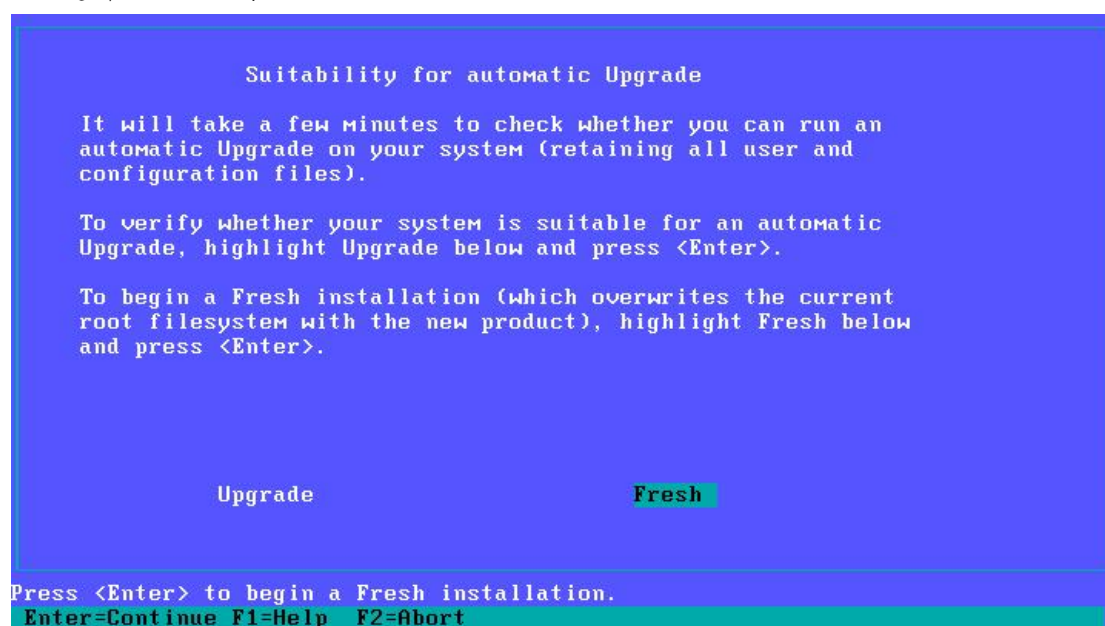 Suitability for automatic Upgrade
It will take a few minutes to check whether you can run an
automatic Upgrade on your system (retaining all user and
configuration files).
To verify whether your system is suitable for an automatic
Upgrade, highlight Upgrade below and press <Enter>.
To begin a Fresh installation (which overwrites the current
root filesystem with the new product), highlight Fresh below
and press <Enter>.
Upgrade Fresh
Press <Enter> to begin a Fresh installation.
Enter=Continue F1=Help F2=Abort